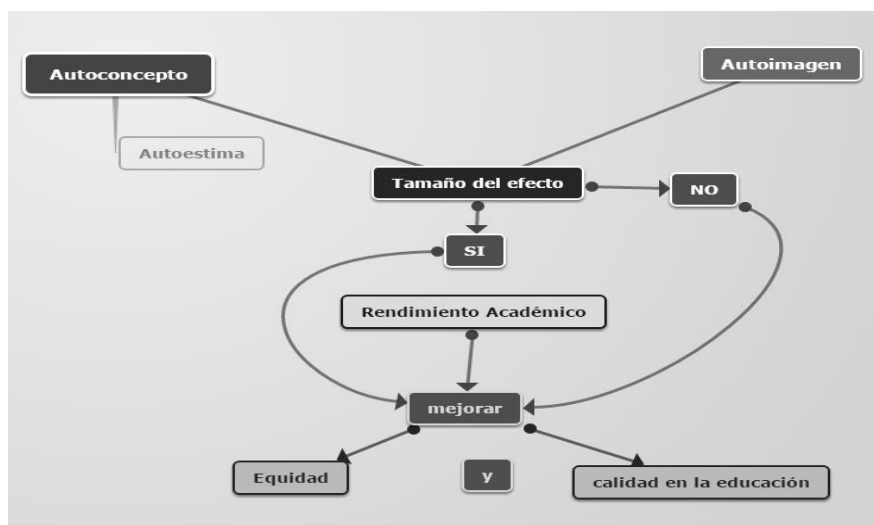 Autoconcepto
Autoimagen
Autoestima
Tamaño del efecto
NO
SI
Rendimiento Académico
mejorar
Equidad
y
calidad en la educación